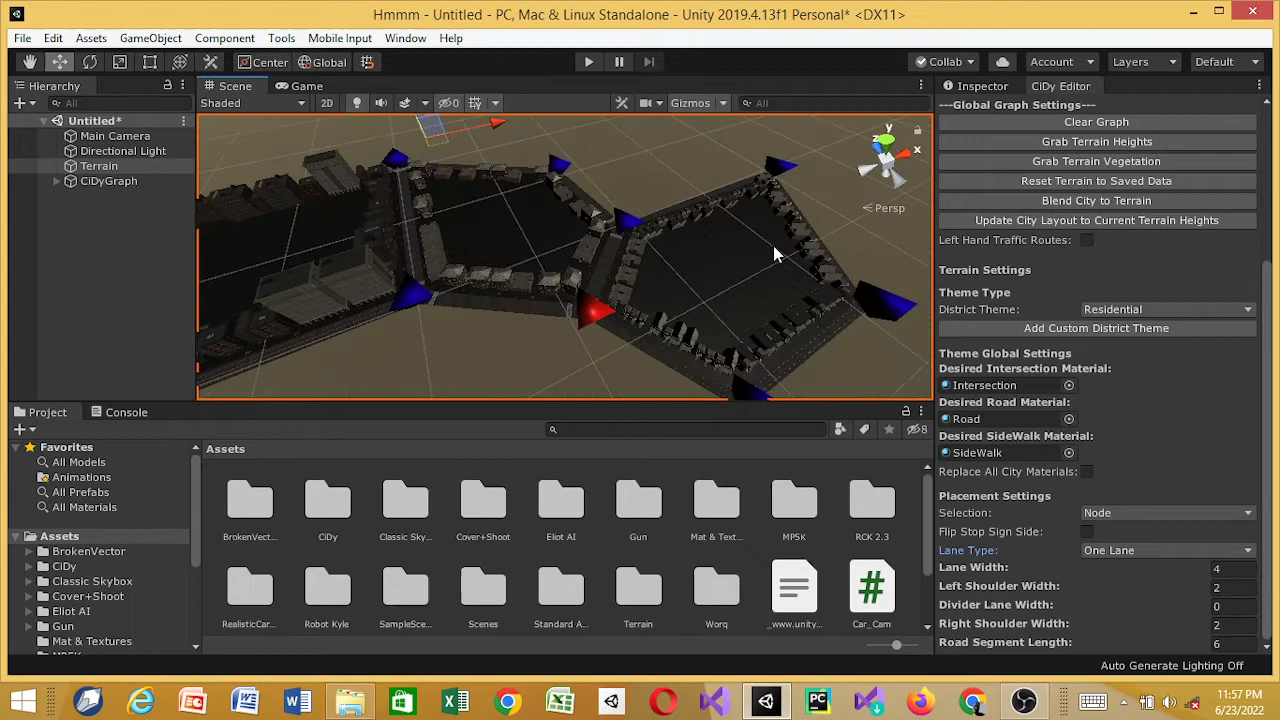 Hmmm - Untitled - PC, Mac & Linux Standalone - Unity 2019.4.13f1 Personal* <DX11>
File Edit Assets GameObject Component Tools Mobile Input Window Help
Center Global Collab Account Layers Default
Hierarchy
All
Untitled*
Main Camera
Directional Light
Terrain
CiDyGraph
Scene Game
Shaded 2D 0 Gizmos All
y
z x
Persp
Inspector CiDy Editor
---Global Graph Settings---
Clear Graph
Grab Terrain Heights
Grab Terrain Vegetation
Reset Terrain to Saved Data
Blend City to Terrain
Update City Layout to Current Terrain Heights
Left Hand Traffic Routes:
Terrain Settings
Theme Type
District Theme: Residential
Add Custom District Theme
Theme Global Settings
Desired Intersection Material:
Intersection
Desired Road Material:
Road
Desired SideWalk Material:
SideWalk
Replace All City Materials:
Placement Settings
Selection: Node
Flip Stop Sign Side:
Lane Type: One Lane
Lane Width: 4
Left Shoulder Width: 2
Divider Lane Width: 0
Right Shoulder Width: 2
Road Segment Length: 6
Project Console
8
Favorites
All Models
Animations
All Prefabs
All Materials
Assets
BrokenVector
CiDy
Classic Skybox
Cover+Shoot
Eliot AI
Gun
Mat & Textures
Assets
BrokenVect... CiDy Classic Sky... Cover+Shoot Eliot AI Gun Mat & Text... MP5K RCK 2.3
RealisticCar... Robot Kyle SampleSce... Scenes Standard A... Terrain Worq _www.unity... Car_Cam
Auto Generate Lighting Off
11:57 PM
6/23/2022